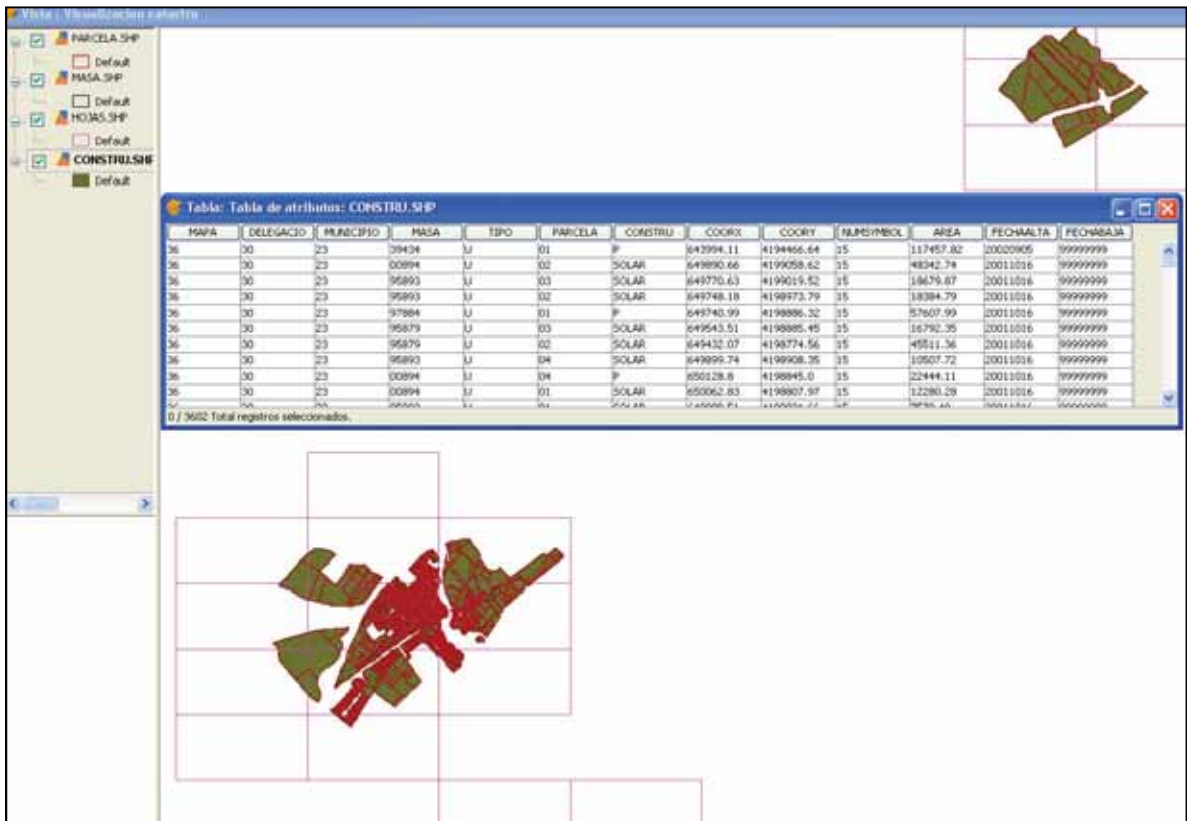 Vista : Visualizacion catastro
PARCELA.SHP
Default
MASA.SHP
Default
HOJAS.SHP
Default
CONSTRU.SHP
Default
Tabla: Tabla de atributos: CONSTRU.SHP
MAPA DELEGACIO MUNICIPIO MASA TIPO PARCELA CONSTRU COORX COORY NUMSYMBOL AREA FECHAALTA FECHABAJA
36 30 23 39434 U 01 P 643994.11 4194466.64 15 117457.82 20020905 99999999
36 30 23 00894 U 02 SOLAR 649890.66 4199058.62 15 48342.74 20011016 99999999
36 30 23 95893 U 03 SOLAR 649770.63 4199019.52 15 18679.87 20011016 99999999
36 30 23 95893 U 02 SOLAR 649748.18 4198973.79 15 18384.79 20011016 99999999
36 30 23 97884 U 01 P 649740.99 4198886.32 15 57607.99 20011016 99999999
36 30 23 95879 U 03 SOLAR 649543.51 4198885.45 15 16792.35 20011016 99999999
36 30 23 95879 U 02 SOLAR 649432.07 4198774.56 15 45511.36 20011016 99999999
36 30 23 95893 U 04 SOLAR 649899.74 4198908.35 15 10507.72 20011016 99999999
36 30 23 00894 U 04 P 650128.8 4198845.0 15 22444.11 20011016 99999999
36 30 23 00894 U 01 SOLAR 650062.83 4198807.97 15 12280.28 20011016 99999999
0 / 3602 Total registros seleccionados.